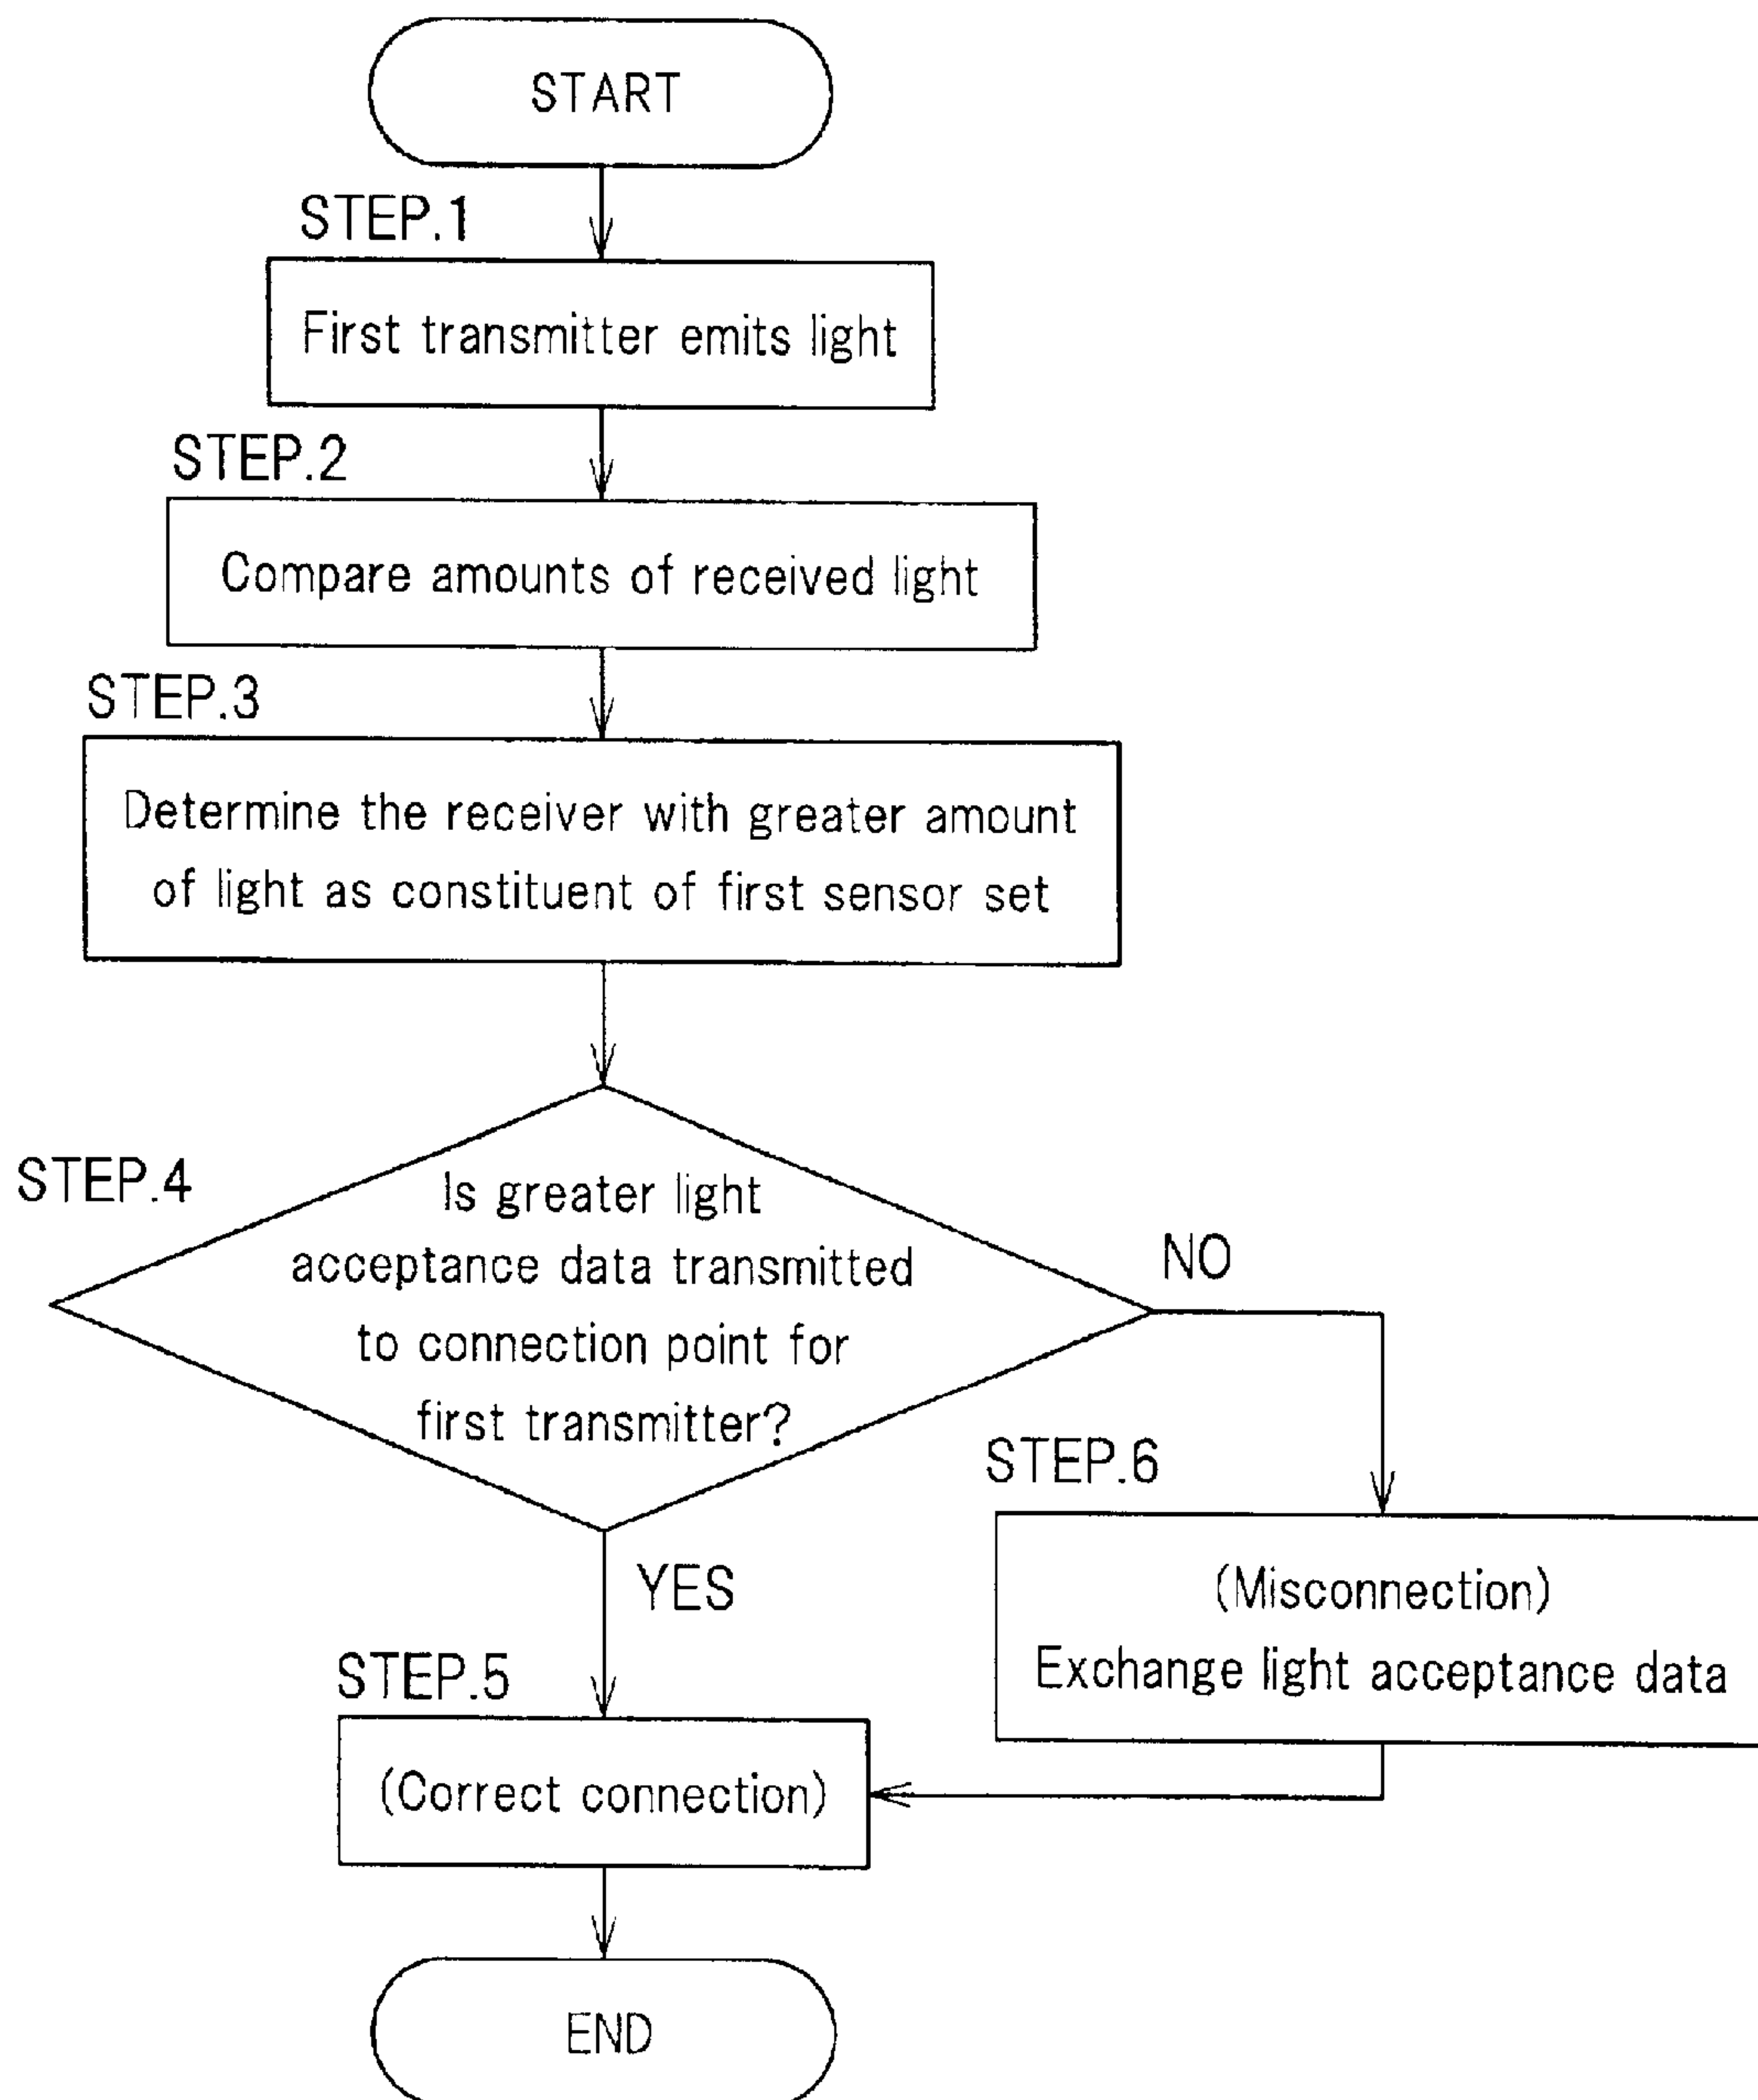 START
STEP.1
First transmitter emits light
STEP.2
Compare amounts of received light
STEP.3
Determine the receiver with greater amount
of light as constituent of first sensor set
STEP.4
Is greater light
acceptance data transmitted
to connection point for
first transmitter?
NO
YES
STEP.6
(Misconnection)
Exchange light acceptance data
STEP.5
(Correct connection)
END